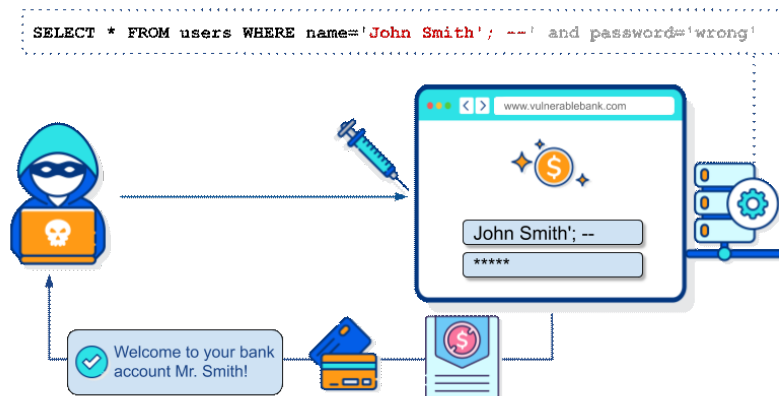 SELECT * FROM users WHERE name='John Smith'; --' and password='wrong'
www.vulnerablebank.com
$
John Smith'; --
*****
$
Welcome to your bank
account Mr. Smith!